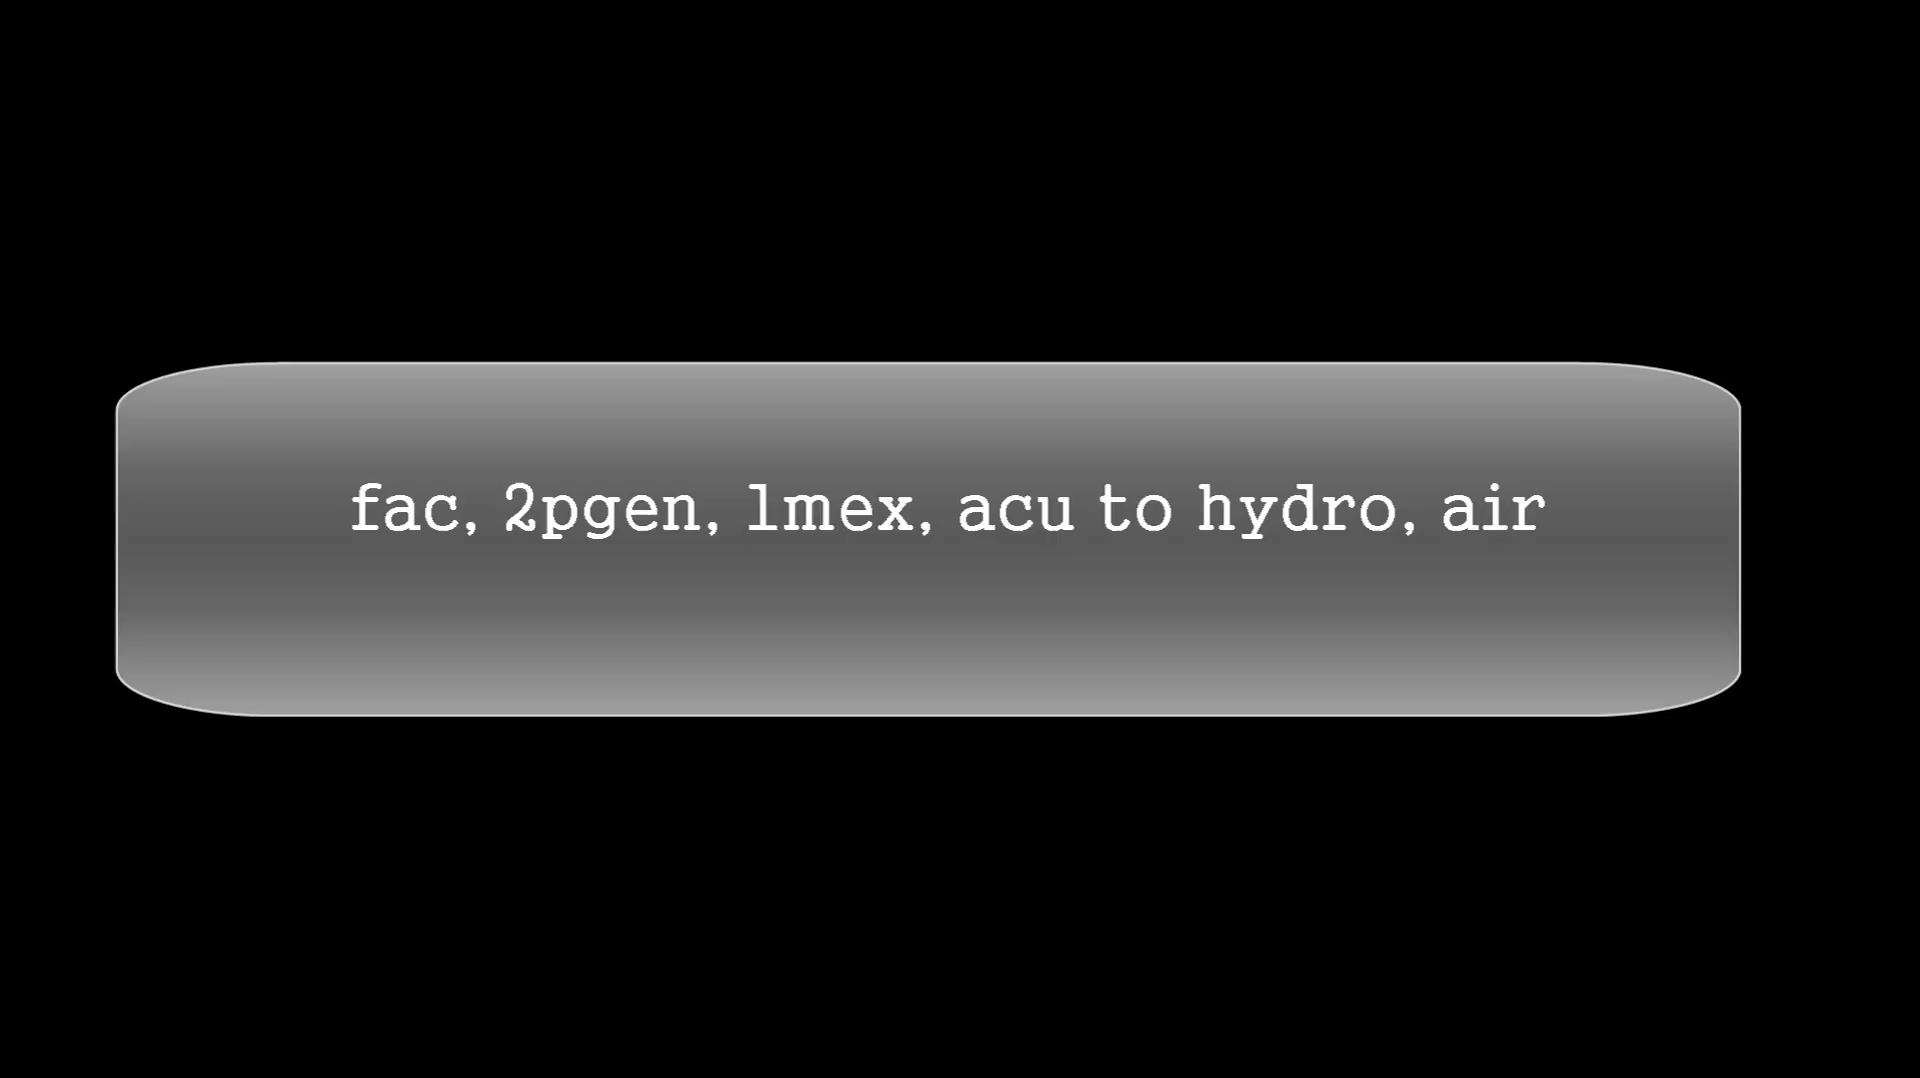 fac, 2pgen, 1mex, acu to hydro, air